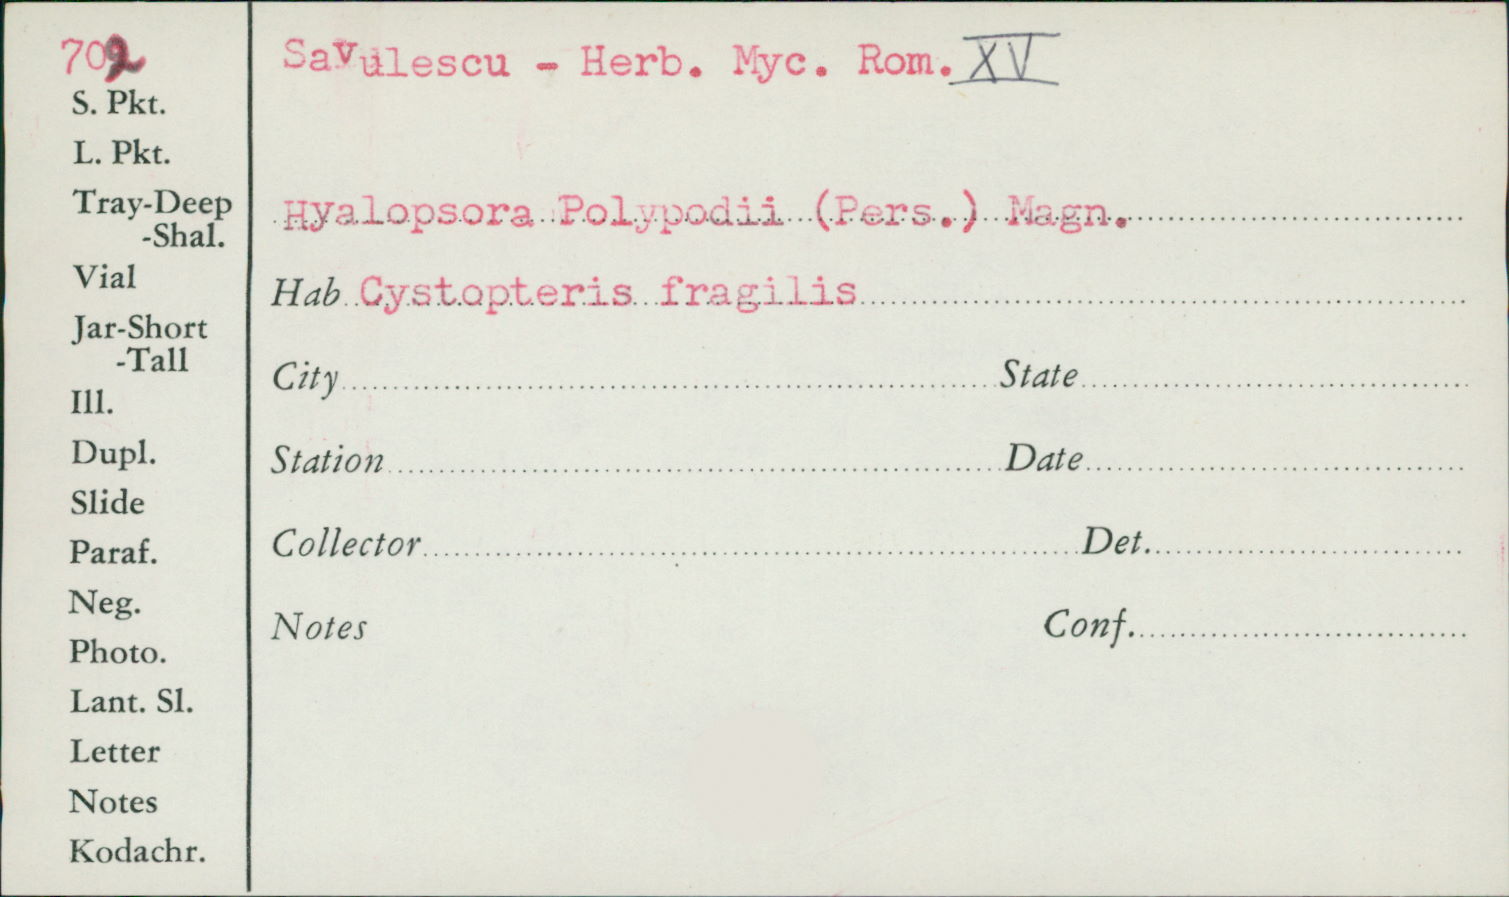 702
Savulescu - Herb. Myc. Rom. XV
S. Pkt.
L. Pkt.
Tray-Deep
-Shal.
Vial
Jar-Short
-Tall
Ill.
Dupl.
Slide
Paraf.
Neg.
Photo.
Lant. Sl.
Letter
Notes
Kodachr.
Hyalopsora Polypodii (Pers.) Magn.
Hab Cystopteris fragilis
City State
Station Date
Collector Det.
Notes Conf.